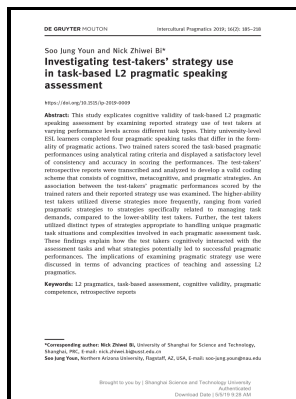 DE GRUYTER MOUTON
Intercultural Pragmatics 2019; 16(2): 185–218
Soo Jung Youn and Nick Zhiwei Bi*
Investigating test-takers’ strategy use
in task-based L2 pragmatic speaking
assessment
https://doi.org/10.1515/ip-2019-0009
Abstract: This study explicates cognitive validity of task-based L2 pragmatic
speaking assessment by examining reported strategy use of test takers at
varying performance levels across different task types. Thirty university-level
ESL learners completed four pragmatic speaking tasks that differ in the form-
ality of pragmatic actions. Two trained raters scored the task-based pragmatic
performances using analytical rating criteria and displayed a satisfactory level
of consistency and accuracy in scoring the performances. The test-takers’
retrospective reports were transcribed and analyzed to develop a valid coding
scheme that consists of cognitive, metacognitive, and pragmatic strategies. An
association between the test-takers’ pragmatic performances scored by the
trained raters and their reported strategy use was examined. The higher-ability
test takers utilized diverse strategies more frequently, ranging from varied
pragmatic strategies to strategies specifically related to managing task
demands, compared to the lower-ability test takers. Further, the test takers
utilized distinct types of strategies appropriate to handling unique pragmatic
task situations and complexities involved in each pragmatic assessment task.
These findings explain how the test takers cognitively interacted with the
assessment tasks and what strategies potentially led to successful pragmatic
performances. The implications of examining pragmatic strategy use were
discussed in terms of advancing practices of teaching and assessing L2
pragmatics.
Keywords: L2 pragmatics, task-based assessment, cognitive validity, pragmatic
competence, retrospective reports
*Corresponding author: Nick Zhiwei Bi, University of Shanghai for Science and Technology,
Shanghai, PRC, E-mail: nick.zhiwei.bi@usst.edu.cn
Soo Jung Youn, Northern Arizona University, Flagstaff, AZ, USA, E-mail: soo-jung.youn@nau.edu
Brought to you by | Shanghai Science and Technology University
Authenticated
Download Date | 5/5/19 9:28 AM